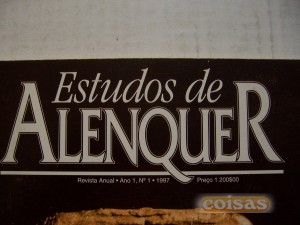 Estudos de
ALENQUER
Revista Anual • Ano 1, Nº 1 • 1997 Preço 1 200$00
coisas